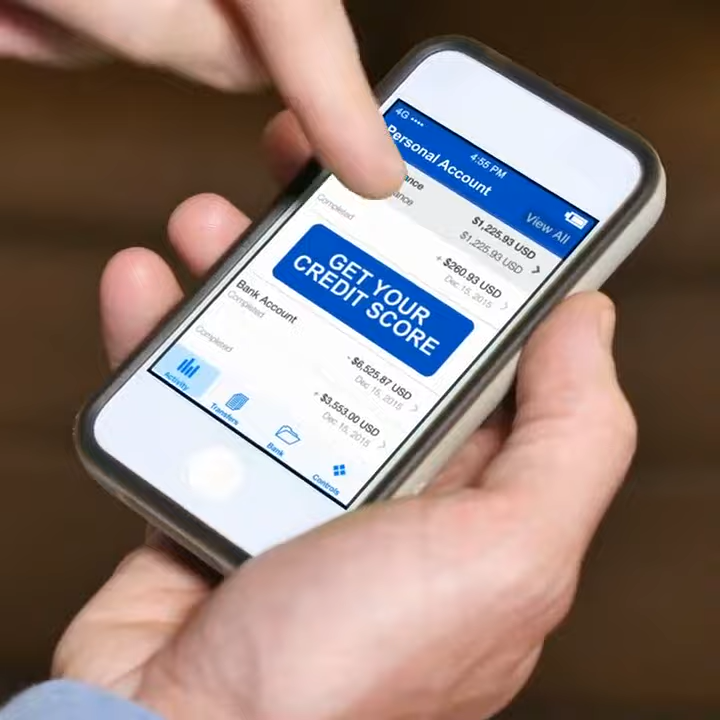 4G
4:55 PM
Personal Account
View All
ance
$1,225.93 USD
ance
$1,225.93 USD
Completed
+ $260.93 USD
Dec 15, 2015
GET YOUR
CREDIT SCORE
Bank Account
Completed
- $6,525.87 USD
Dec 15, 2015
Completed
+ $3,553.00 USD
Dec 15, 2015
Activity
Transfers
Bank
Controls